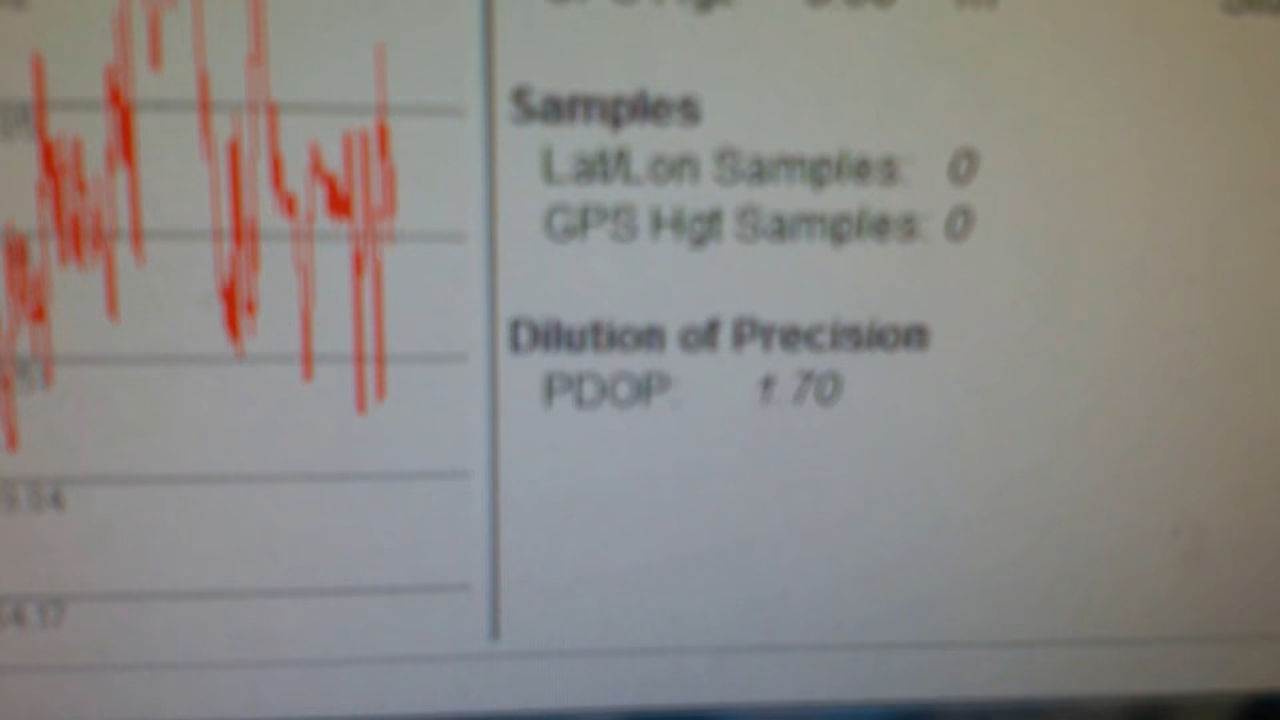 Samples
Lat/Lon Samples: 0
GPS Hgt Samples: 0
Dilution of Precision
PDOP: 1.70